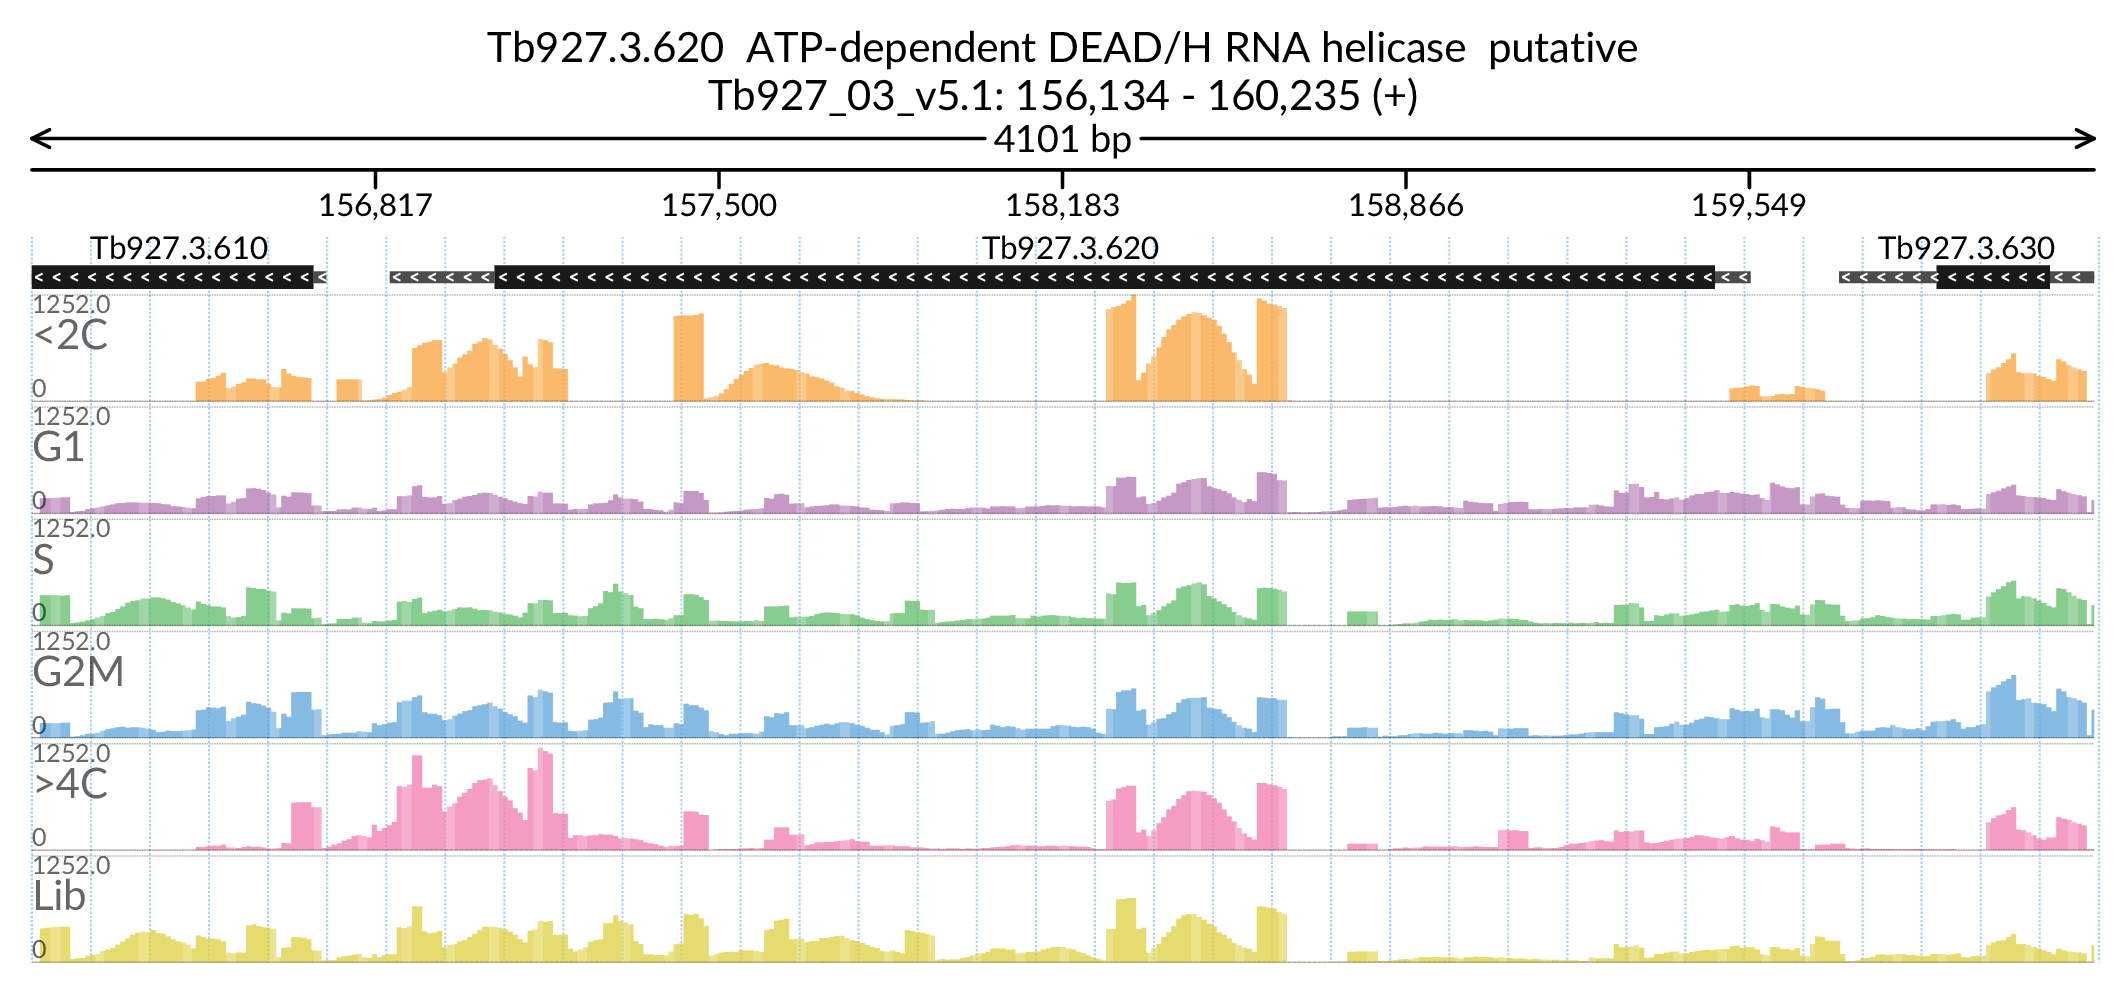 Tb927.3.620 ATP-dependent DEAD/H RNA helicase putative
Tb927_03_v5.1: 156,134 - 160,235 (+)
4101 bp
156,817 157,500 158,183 158,866 159,549
Tb927.3.610 Tb927.3.620 Tb927.3.630
1252.0
<2C
0
1252.0
G1
0
1252.0
S
0
1252.0
G2M
0
1252.0
>4C
0
1252.0
Lib
0